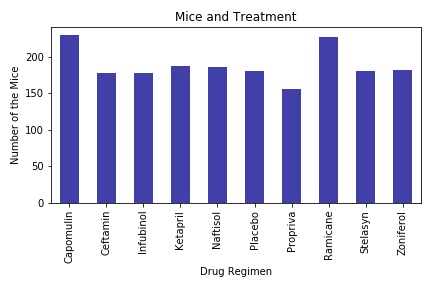 Mice and Treatment
Number of the Mice
200
150
100
50
0
Capomulin
Ceftamin
Infubinol
Ketapril
Naftisol
Placebo
Propriva
Ramicane
Stelasyn
Zoniferol
Drug Regimen